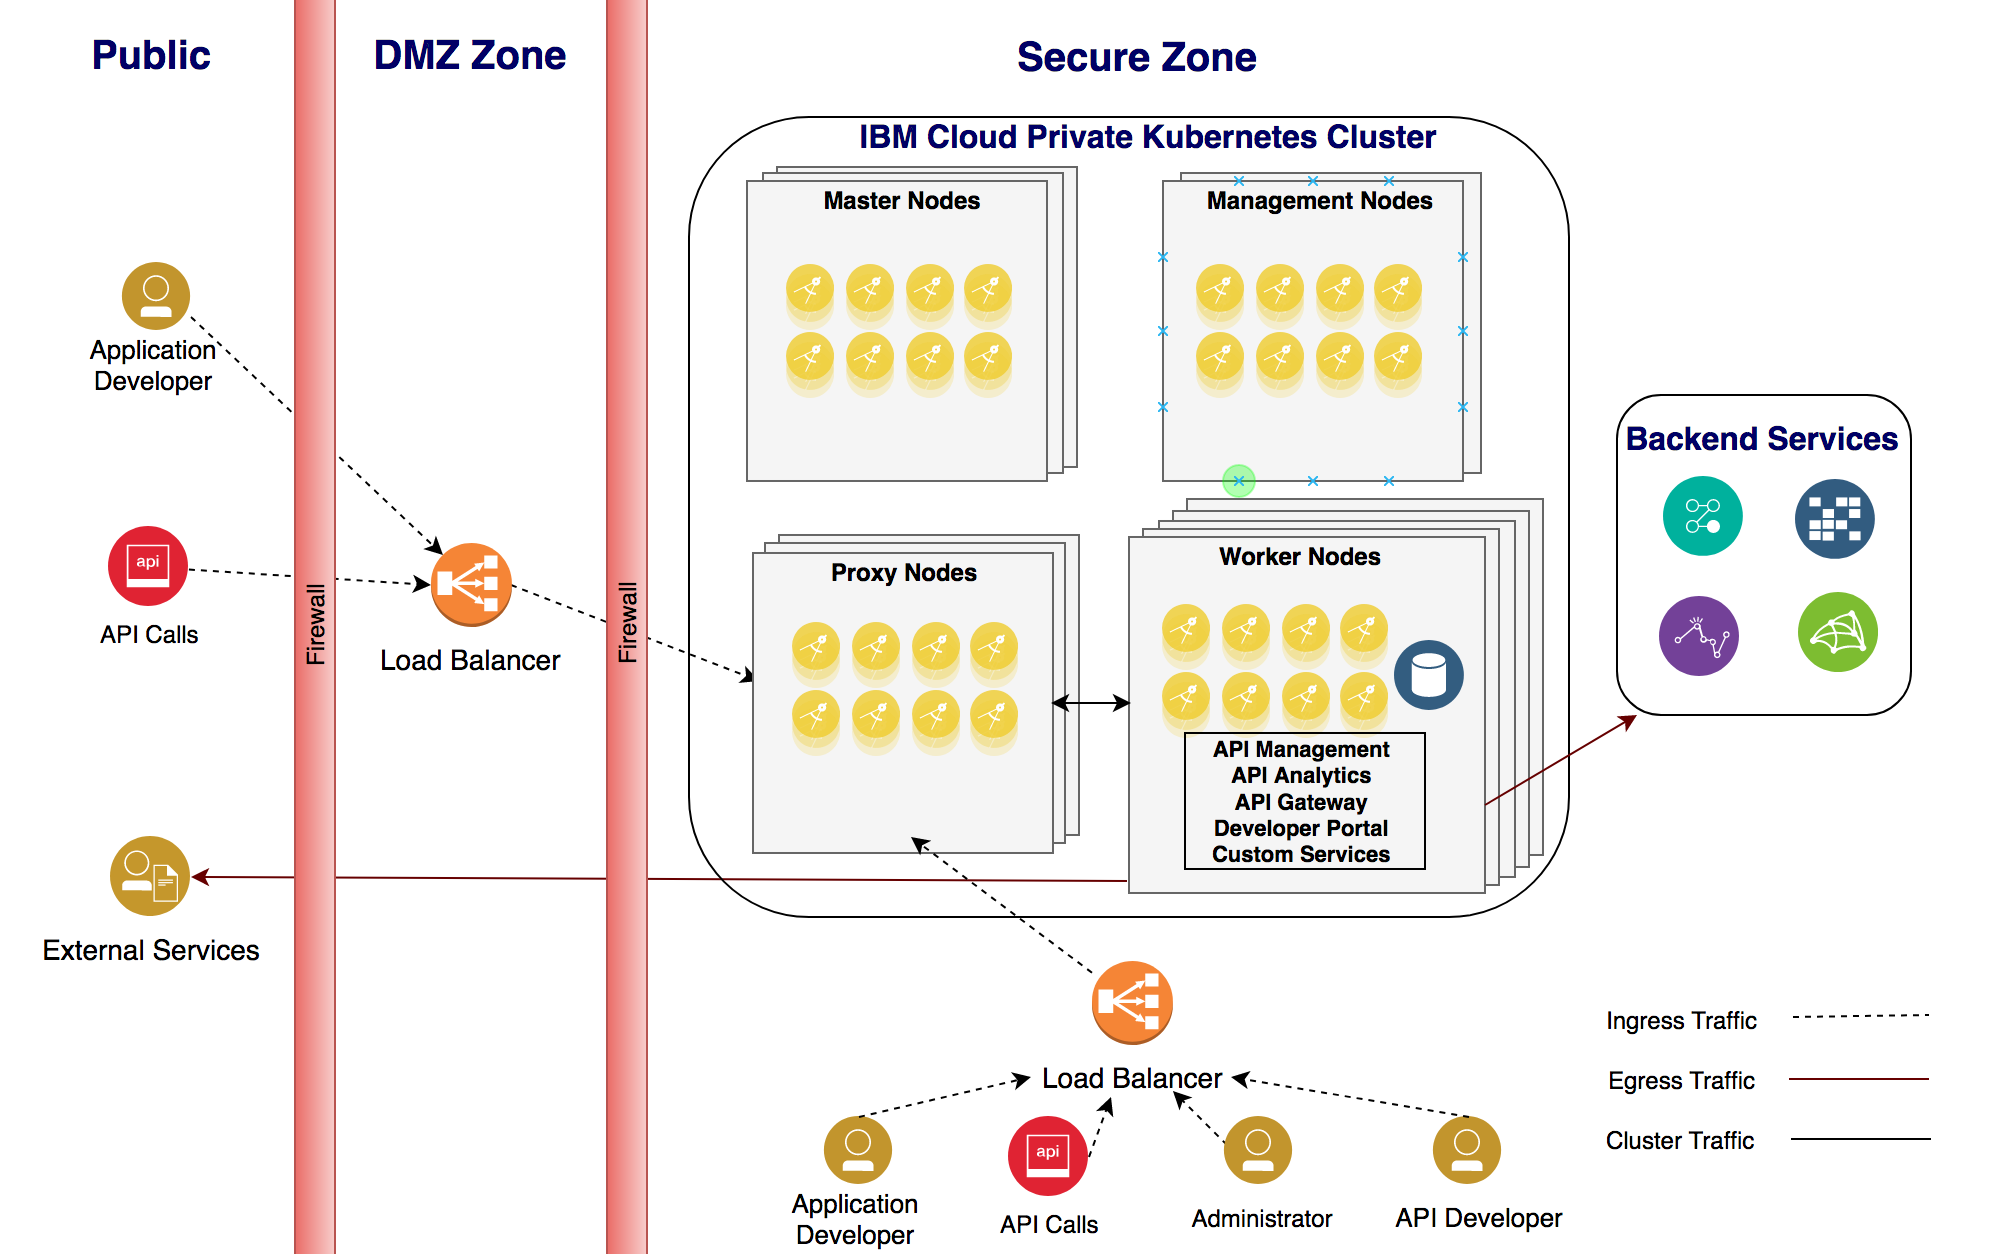 Public
DMZ Zone
Secure Zone
IBM Cloud Private Kubernetes Cluster
Master Nodes
Management Nodes
Application
Developer
Backend Services
api
API Calls
Firewall
Load Balancer
Firewall
Proxy Nodes
Worker Nodes
API Management
API Analytics
API Gateway
Developer Portal
Custom Services
External Services
Load Balancer
Application
Developer
api
API Calls
Administrator
API Developer
Ingress Traffic
Egress Traffic
Cluster Traffic